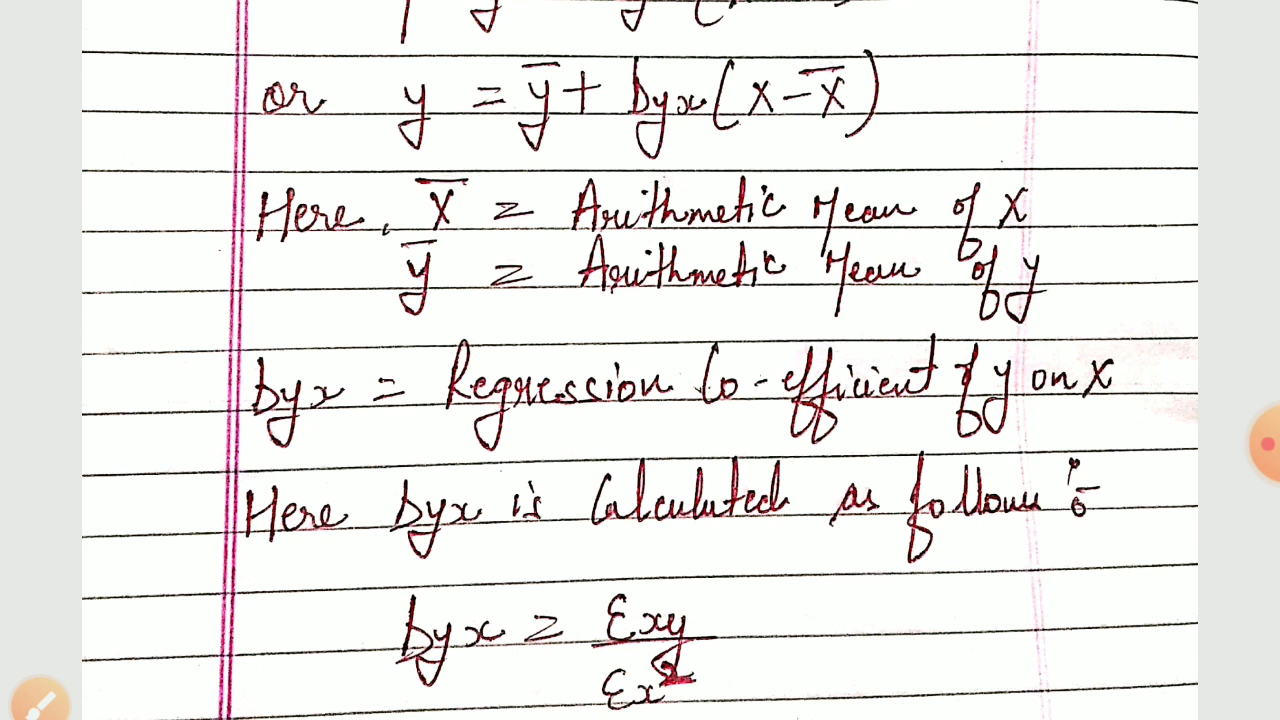 or y = y̅ + byx (x - x̅)
Here, X̅ = Arithmetic Mean of X
y̅ = Arithmetic Mean of y
byx = Regression Co-efficient of y on X
Here byx is Calculated as follows :-
byx = Σxy / Σx²